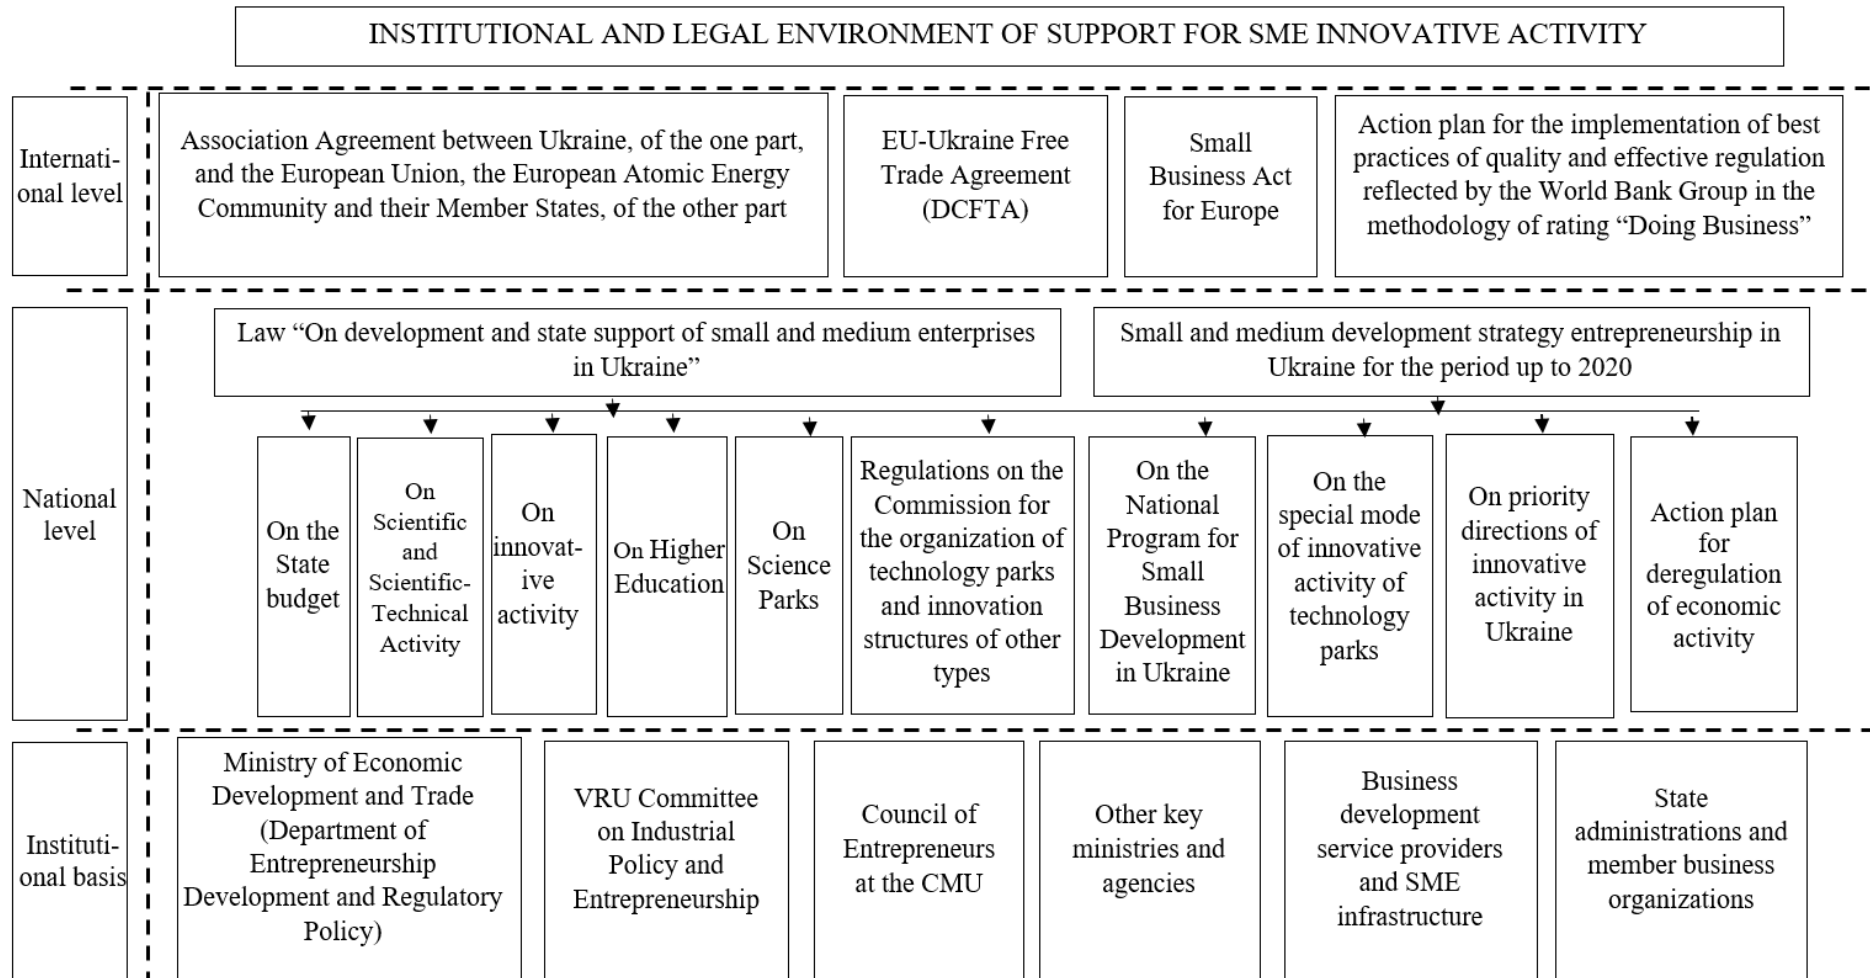 INSTITUTIONAL AND LEGAL ENVIRONMENT OF SUPPORT FOR SME INNOVATIVE ACTIVITY
Internati-
onal level
Association Agreement between Ukraine, of the one part,
and the European Union, the European Atomic Energy
Community and their Member States, of the other part
EU-Ukraine Free
Trade Agreement
(DCFTA)
Small
Business Act
for Europe
Action plan for the implementation of best
practices of quality and effective regulation
reflected by the World Bank Group in the
methodology of rating “Doing Business”
National
level
Law “On development and state support of small and medium enterprises
in Ukraine”
Small and medium development strategy entrepreneurship in
Ukraine for the period up to 2020
On the
State
budget
On
Scientific
and
Scientific-
Technical
Activity
On
innovat-
ive
activity
On Higher
Education
On
Science
Parks
Regulations on the
Commission for
the organization of
technology parks
and innovation
structures of other
types
On the
National
Program for
Small
Business
Development
in Ukraine
On the
special mode
of innovative
activity of
technology
parks
On priority
directions of
innovative
activity in
Ukraine
Action plan
for
deregulation
of economic
activity
Instituti-
onal basis
Ministry of Economic
Development and Trade
(Department of
Entrepreneurship
Development and Regulatory
Policy)
VRU Committee
on Industrial
Policy and
Entrepreneurship
Council of
Entrepreneurs
at the CMU
Other key
ministries and
agencies
Business
development
service providers
and SME
infrastructure
State
administrations and
member business
organizations